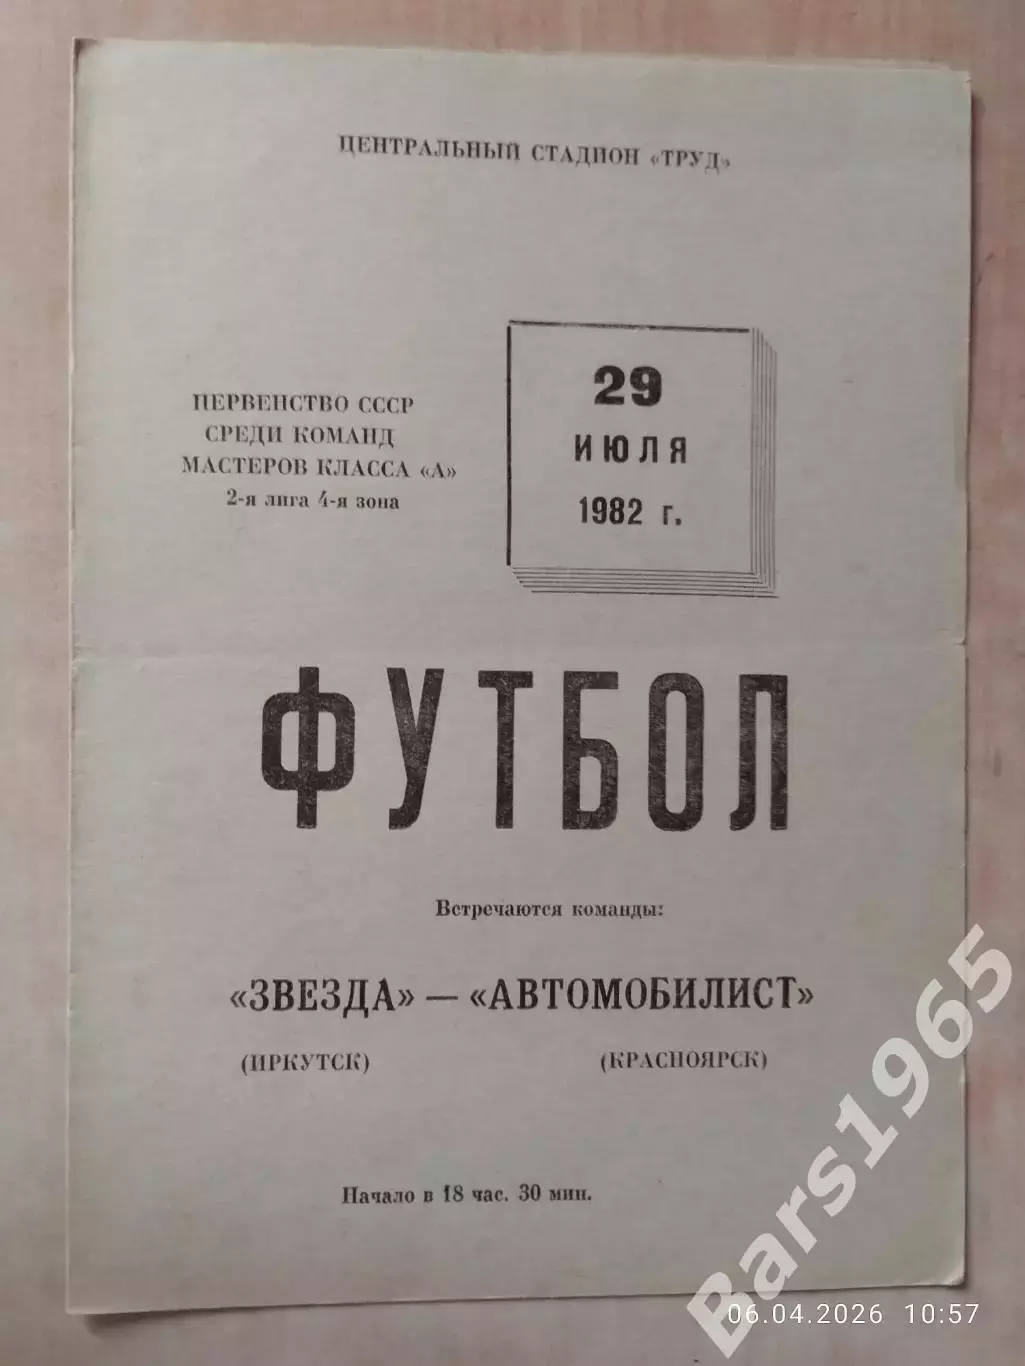 ЦЕНТРАЛЬНЫЙ СТАДИОН «ТРУД»
ПЕРВЕНСТВО СССР
СРЕДИ КОМАНД
МАСТЕРОВ КЛАССА «А»
2-я лига 4-я зона
29
ИЮЛЯ
1982 г.
ФУТБОЛ
Встречаются команды:
«ЗВЕЗДА» — «АВТОМОБИЛИСТ»
(ИРКУТСК) (КРАСНОЯРСК)
Начало в 18 час. 30 мин.
Bars1965
06.04.2026 10:57